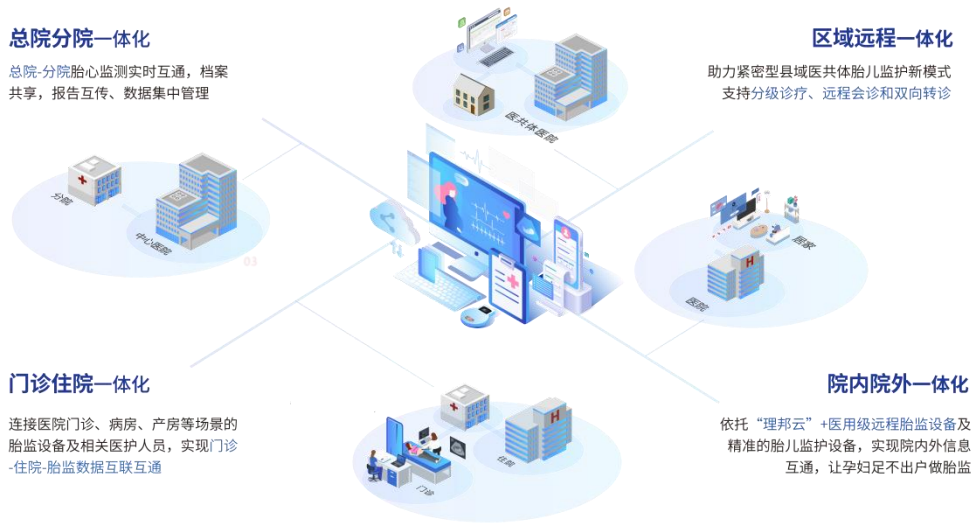 总院分院一体化
总院-分院胎心监测实时互通，档案
共享，报告互传、数据集中管理
区域远程一体化
助力紧密型县域医共体胎儿监护新模式
支持分级诊疗、远程会诊和双向转诊
医共体医院
分院
中心医院
03
居家
医院
门诊住院一体化
连接医院门诊、病房、产房等场景的
胎监设备及相关医护人员，实现门诊
-住院-胎监数据互联互通
院内院外一体化
依托“理邦云”+医用级远程胎监设备及
精准的胎儿监护设备，实现院内外信息
互通，让孕妇足不出户做胎监
H
H
住院
门诊